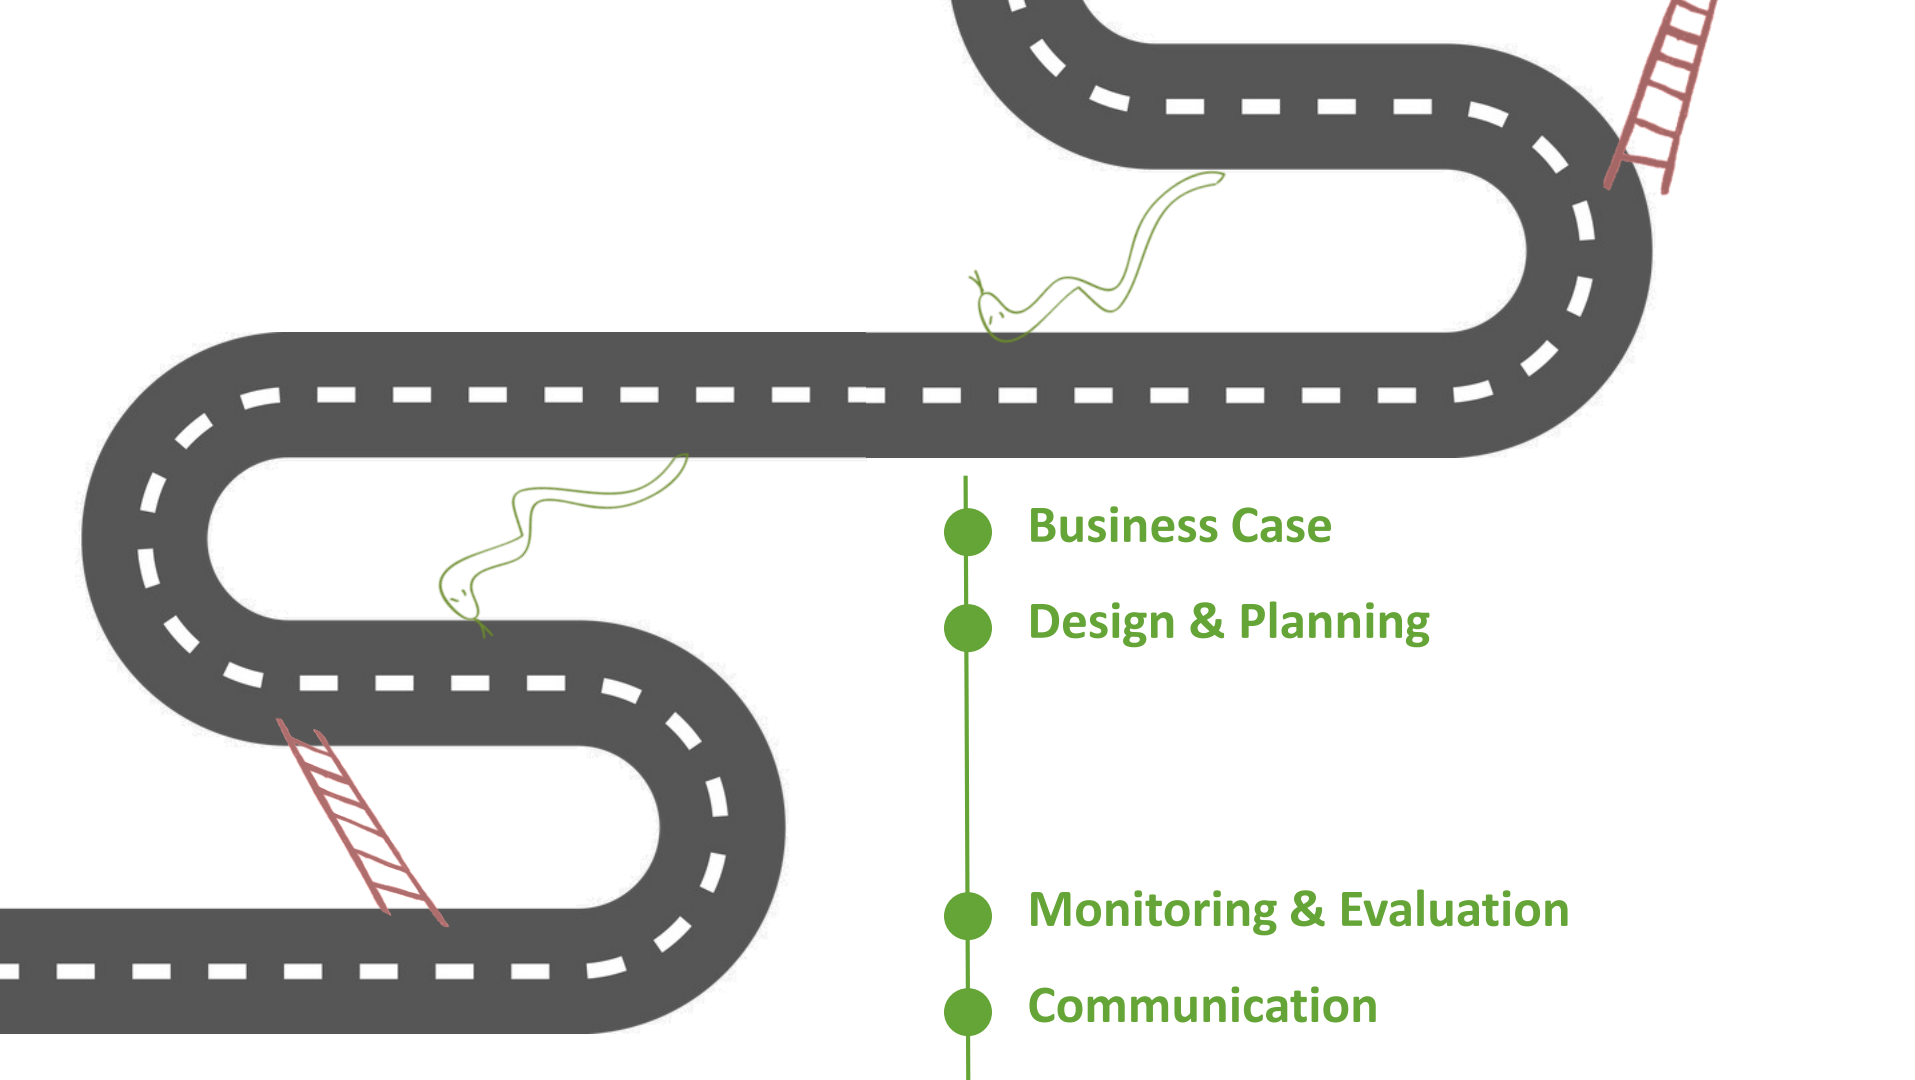 Business Case
Design & Planning
Monitoring & Evaluation
Communication